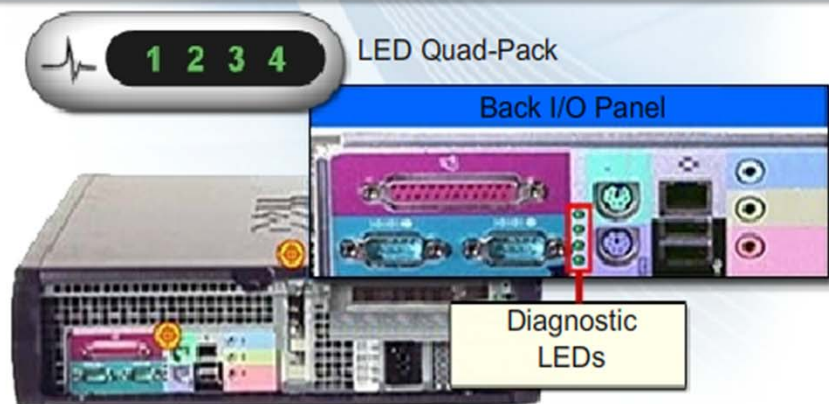 1 2 3 4
LED Quad-Pack
Back I/O Panel
Diagnostic
LEDs